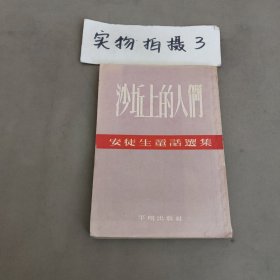 实物拍摄3
沙坵上的人們
安徒生童話選集
平明出版社